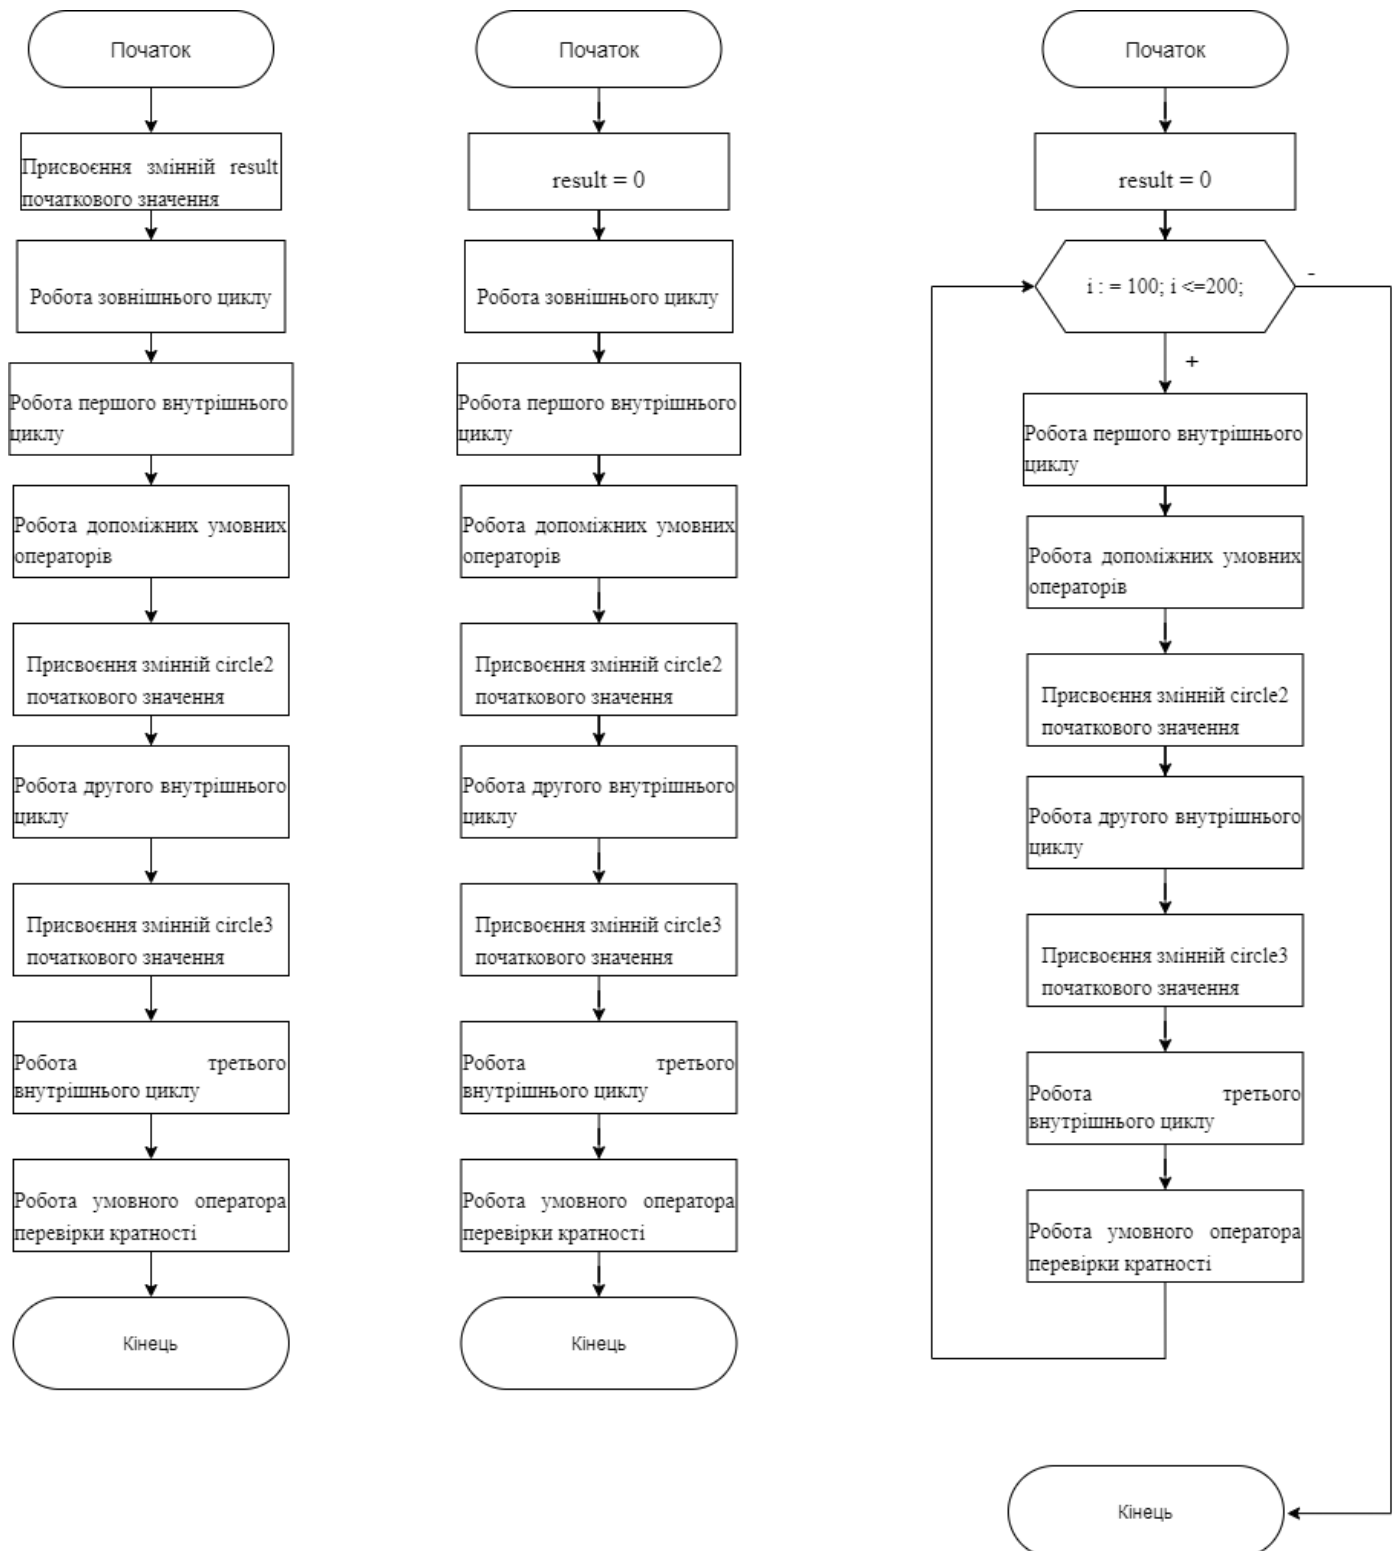 Початок
Присвоєння змінній result
початкового значення
Робота зовнішнього циклу
Робота першого внутрішнього
циклу
Робота допоміжних умовних
операторів
Присвоєння змінній circle2
початкового значення
Робота другого внутрішнього
циклу
Присвоєння змінній circle3
початкового значення
Робота третього
внутрішнього циклу
Робота умовного оператора
перевірки кратності
Кінець
Початок
result = 0
Робота зовнішнього циклу
Робота першого внутрішнього
циклу
Робота допоміжних умовних
операторів
Присвоєння змінній circle2
початкового значення
Робота другого внутрішнього
циклу
Присвоєння змінній circle3
початкового значення
Робота третього
внутрішнього циклу
Робота умовного оператора
перевірки кратності
Кінець
Початок
result = 0
i : = 100; i <=200;
-
+
Робота першого внутрішнього
циклу
Робота допоміжних умовних
операторів
Присвоєння змінній circle2
початкового значення
Робота другого внутрішнього
циклу
Присвоєння змінній circle3
початкового значення
Робота третього
внутрішнього циклу
Робота умовного оператора
перевірки кратності
Кінець